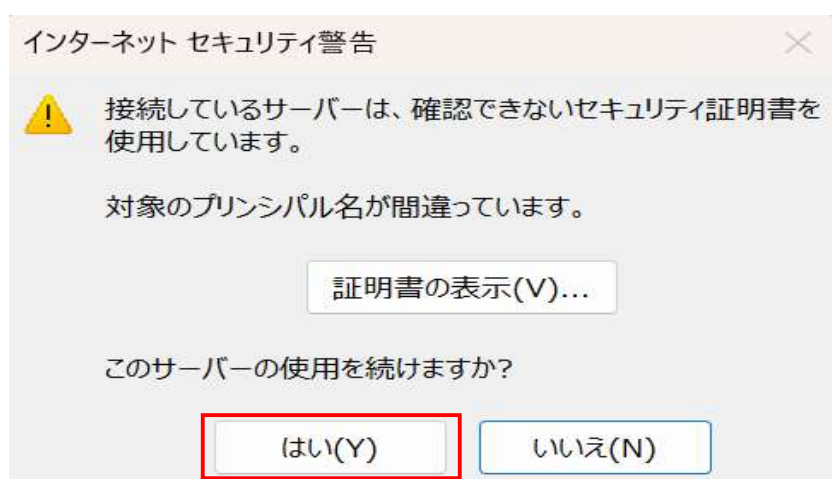 インターネット セキュリティ警告
接続しているサーバーは、確認できないセキュリティ証明書を
使用しています。
対象のプリンシパル名が間違っています。
証明書の表示(V)...
このサーバーの使用を続けますか?
はい(Y)
いいえ(N)